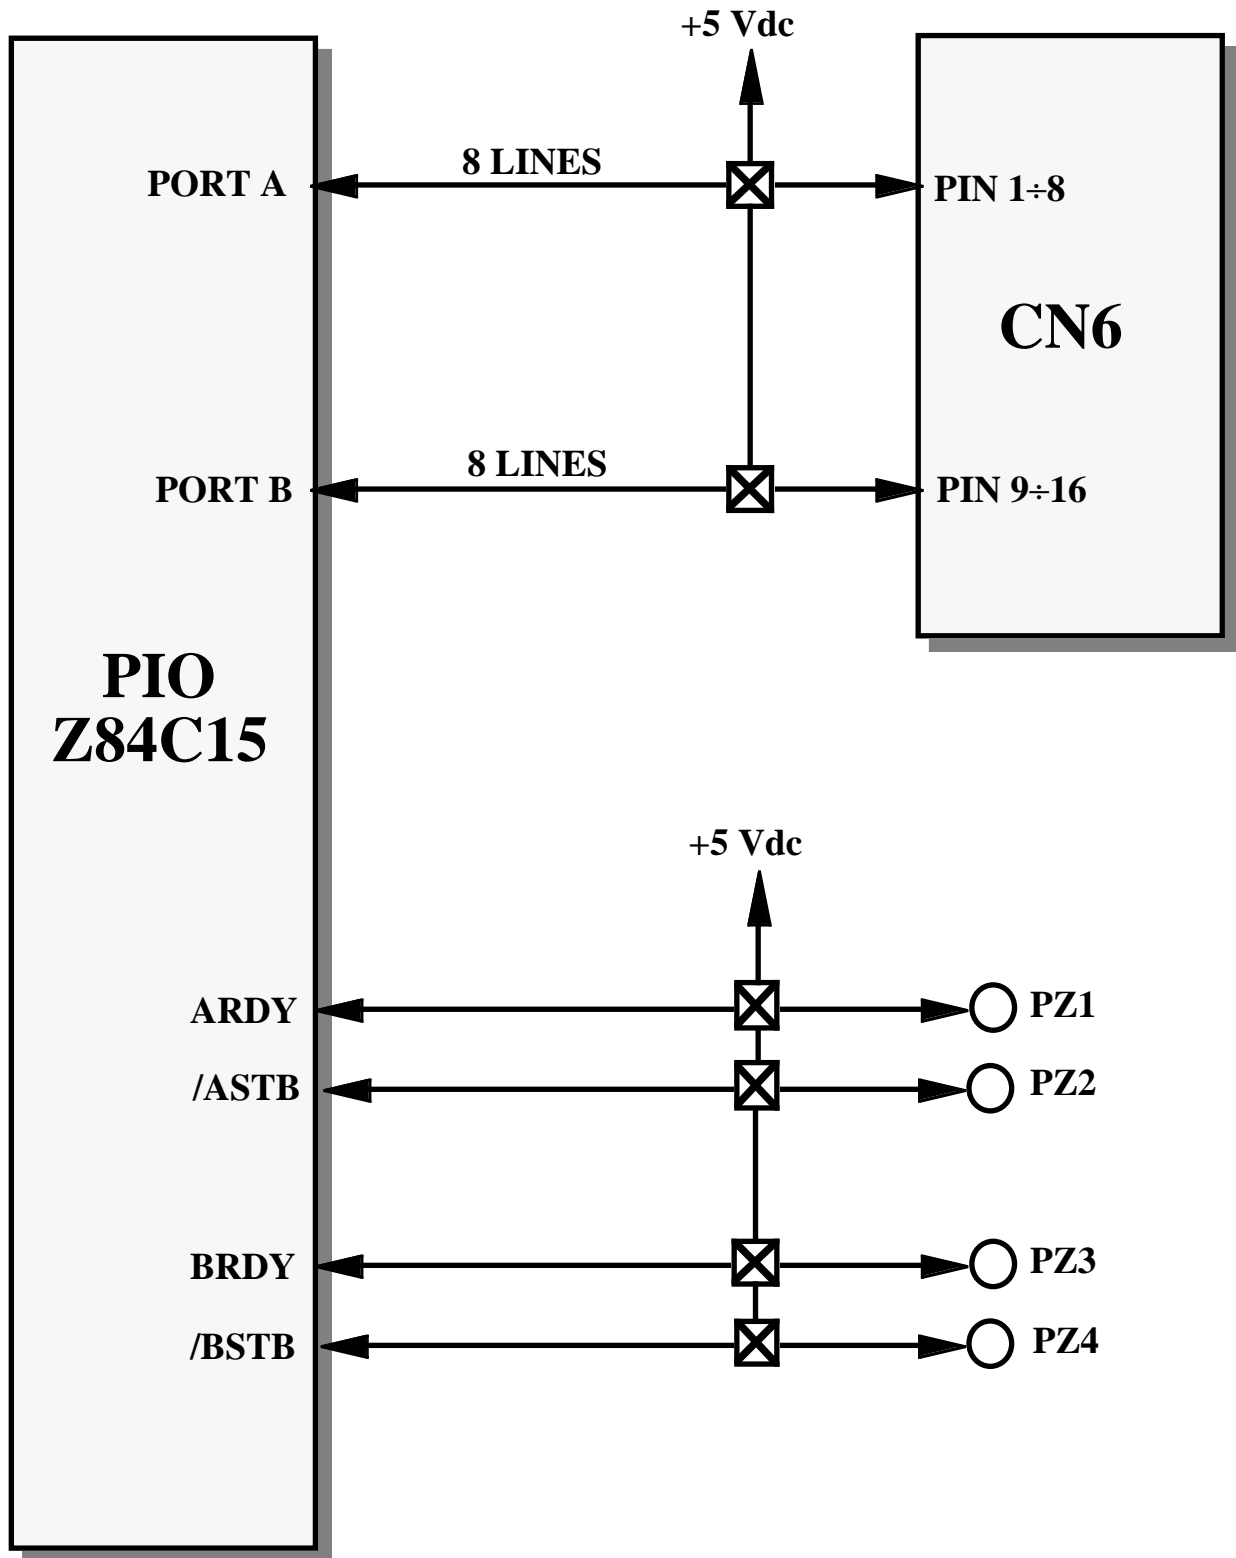 +5 Vdc
PORT A
8 LINES
PIN 1÷8
CN6
PORT B
8 LINES
PIN 9÷16
PIO
Z84C15
+5 Vdc
ARDY
PZ1
/ASTB
PZ2
BRDY
PZ3
/BSTB
PZ4